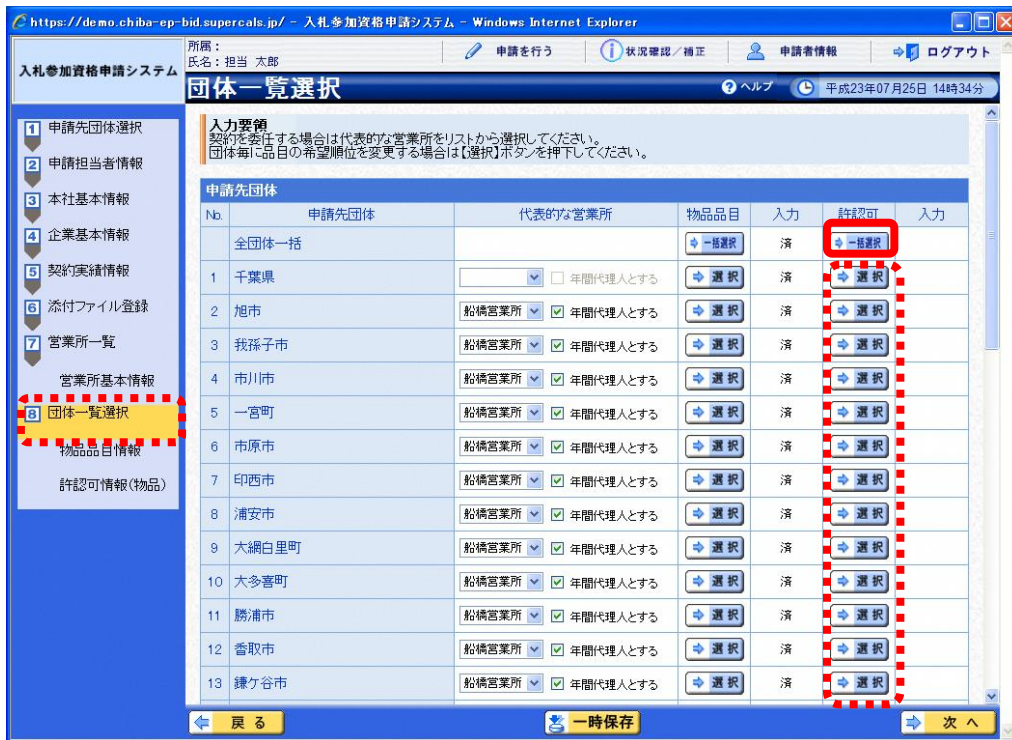 https://demo.chiba-ep-bid.supercals.jp/ - 入札参加資格申請システム - Windows Internet Explorer
入札参加資格申請システム
所属：
氏名：担当 太郎
申請を行う
状況確認／補正
申請者情報
ログアウト
団体一覧選択
ヘルプ
平成23年07月25日 14時34分
1 申請先団体選択
2 申請担当者情報
3 本社基本情報
4 企業基本情報
5 契約実績情報
6 添付ファイル登録
7 営業所一覧
営業所基本情報
8 団体一覧選択
物品品目情報
許認可情報(物品)
入力要領
契約を委任する場合は代表的な営業所をリストから選択してください。
団体毎に品目の希望順位を変更する場合は【選択】ボタンを押下してください。
申請先団体
No. 申請先団体 代表的な営業所 物品品目 入力 許認可 入力
全団体一括 一括選択 済 一括選択
1 千葉県 年間代理人とする 選択 済 選択
2 旭市 船橋営業所 年間代理人とする 選択 済 選択
3 我孫子市 船橋営業所 年間代理人とする 選択 済 選択
4 市川市 船橋営業所 年間代理人とする 選択 済 選択
5 一宮町 船橋営業所 年間代理人とする 選択 済 選択
6 市原市 船橋営業所 年間代理人とする 選択 済 選択
7 印西市 船橋営業所 年間代理人とする 選択 済 選択
8 浦安市 船橋営業所 年間代理人とする 選択 済 選択
9 大網白里町 船橋営業所 年間代理人とする 選択 済 選択
10 大多喜町 船橋営業所 年間代理人とする 選択 済 選択
11 勝浦市 船橋営業所 年間代理人とする 選択 済 選択
12 香取市 船橋営業所 年間代理人とする 選択 済 選択
13 鎌ケ谷市 船橋営業所 年間代理人とする 選択 済 選択
戻る
一時保存
次へ